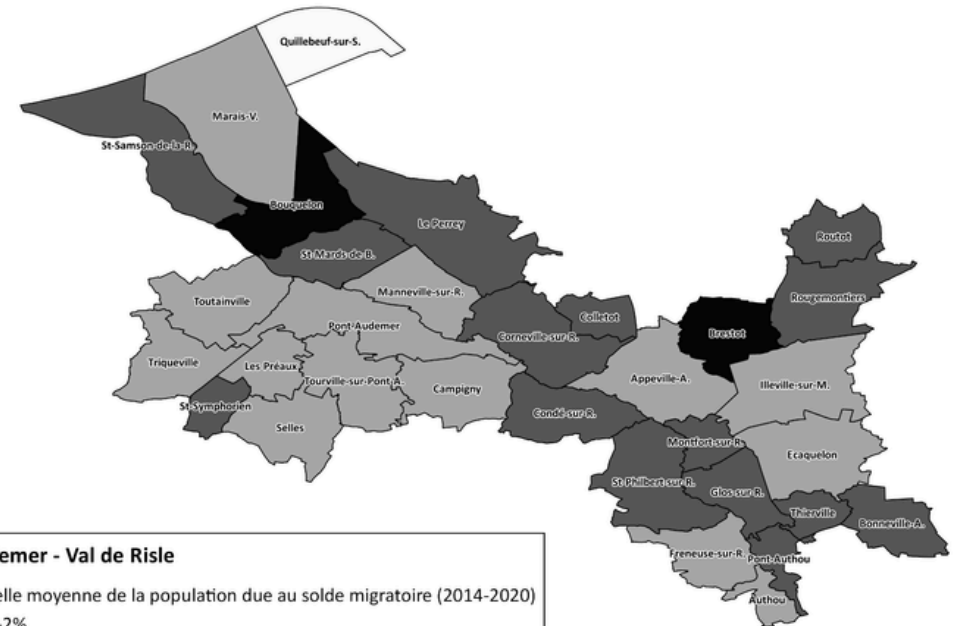 Quillebeuf-sur-S.
Marais-V.
St-Samson-de-la-R.
Bouquelon
Le Perrey
Routot
St-Mards-de-B.
Manneville-sur-R.
Rougemontiers
Toutainville
Colletot
Pont-Audemer
Corneville-sur-R.
Brestot
Triqueville
Les Préaux
Tourville-sur-Pont-A.
Campigny
Appeville-A.
Illeville-sur-M.
St-Symphorien
Condé-sur-R.
Selles
Montfort-sur-R.
Ecaquelon
St-Philbert-sur-R.
Glos-sur-R.
Thierville
Bonneville-A.
Freneuse-sur-R.
Pont-Authou
Authou
emer - Val de Risle
elle moyenne de la population due au solde migratoire (2014-2020)